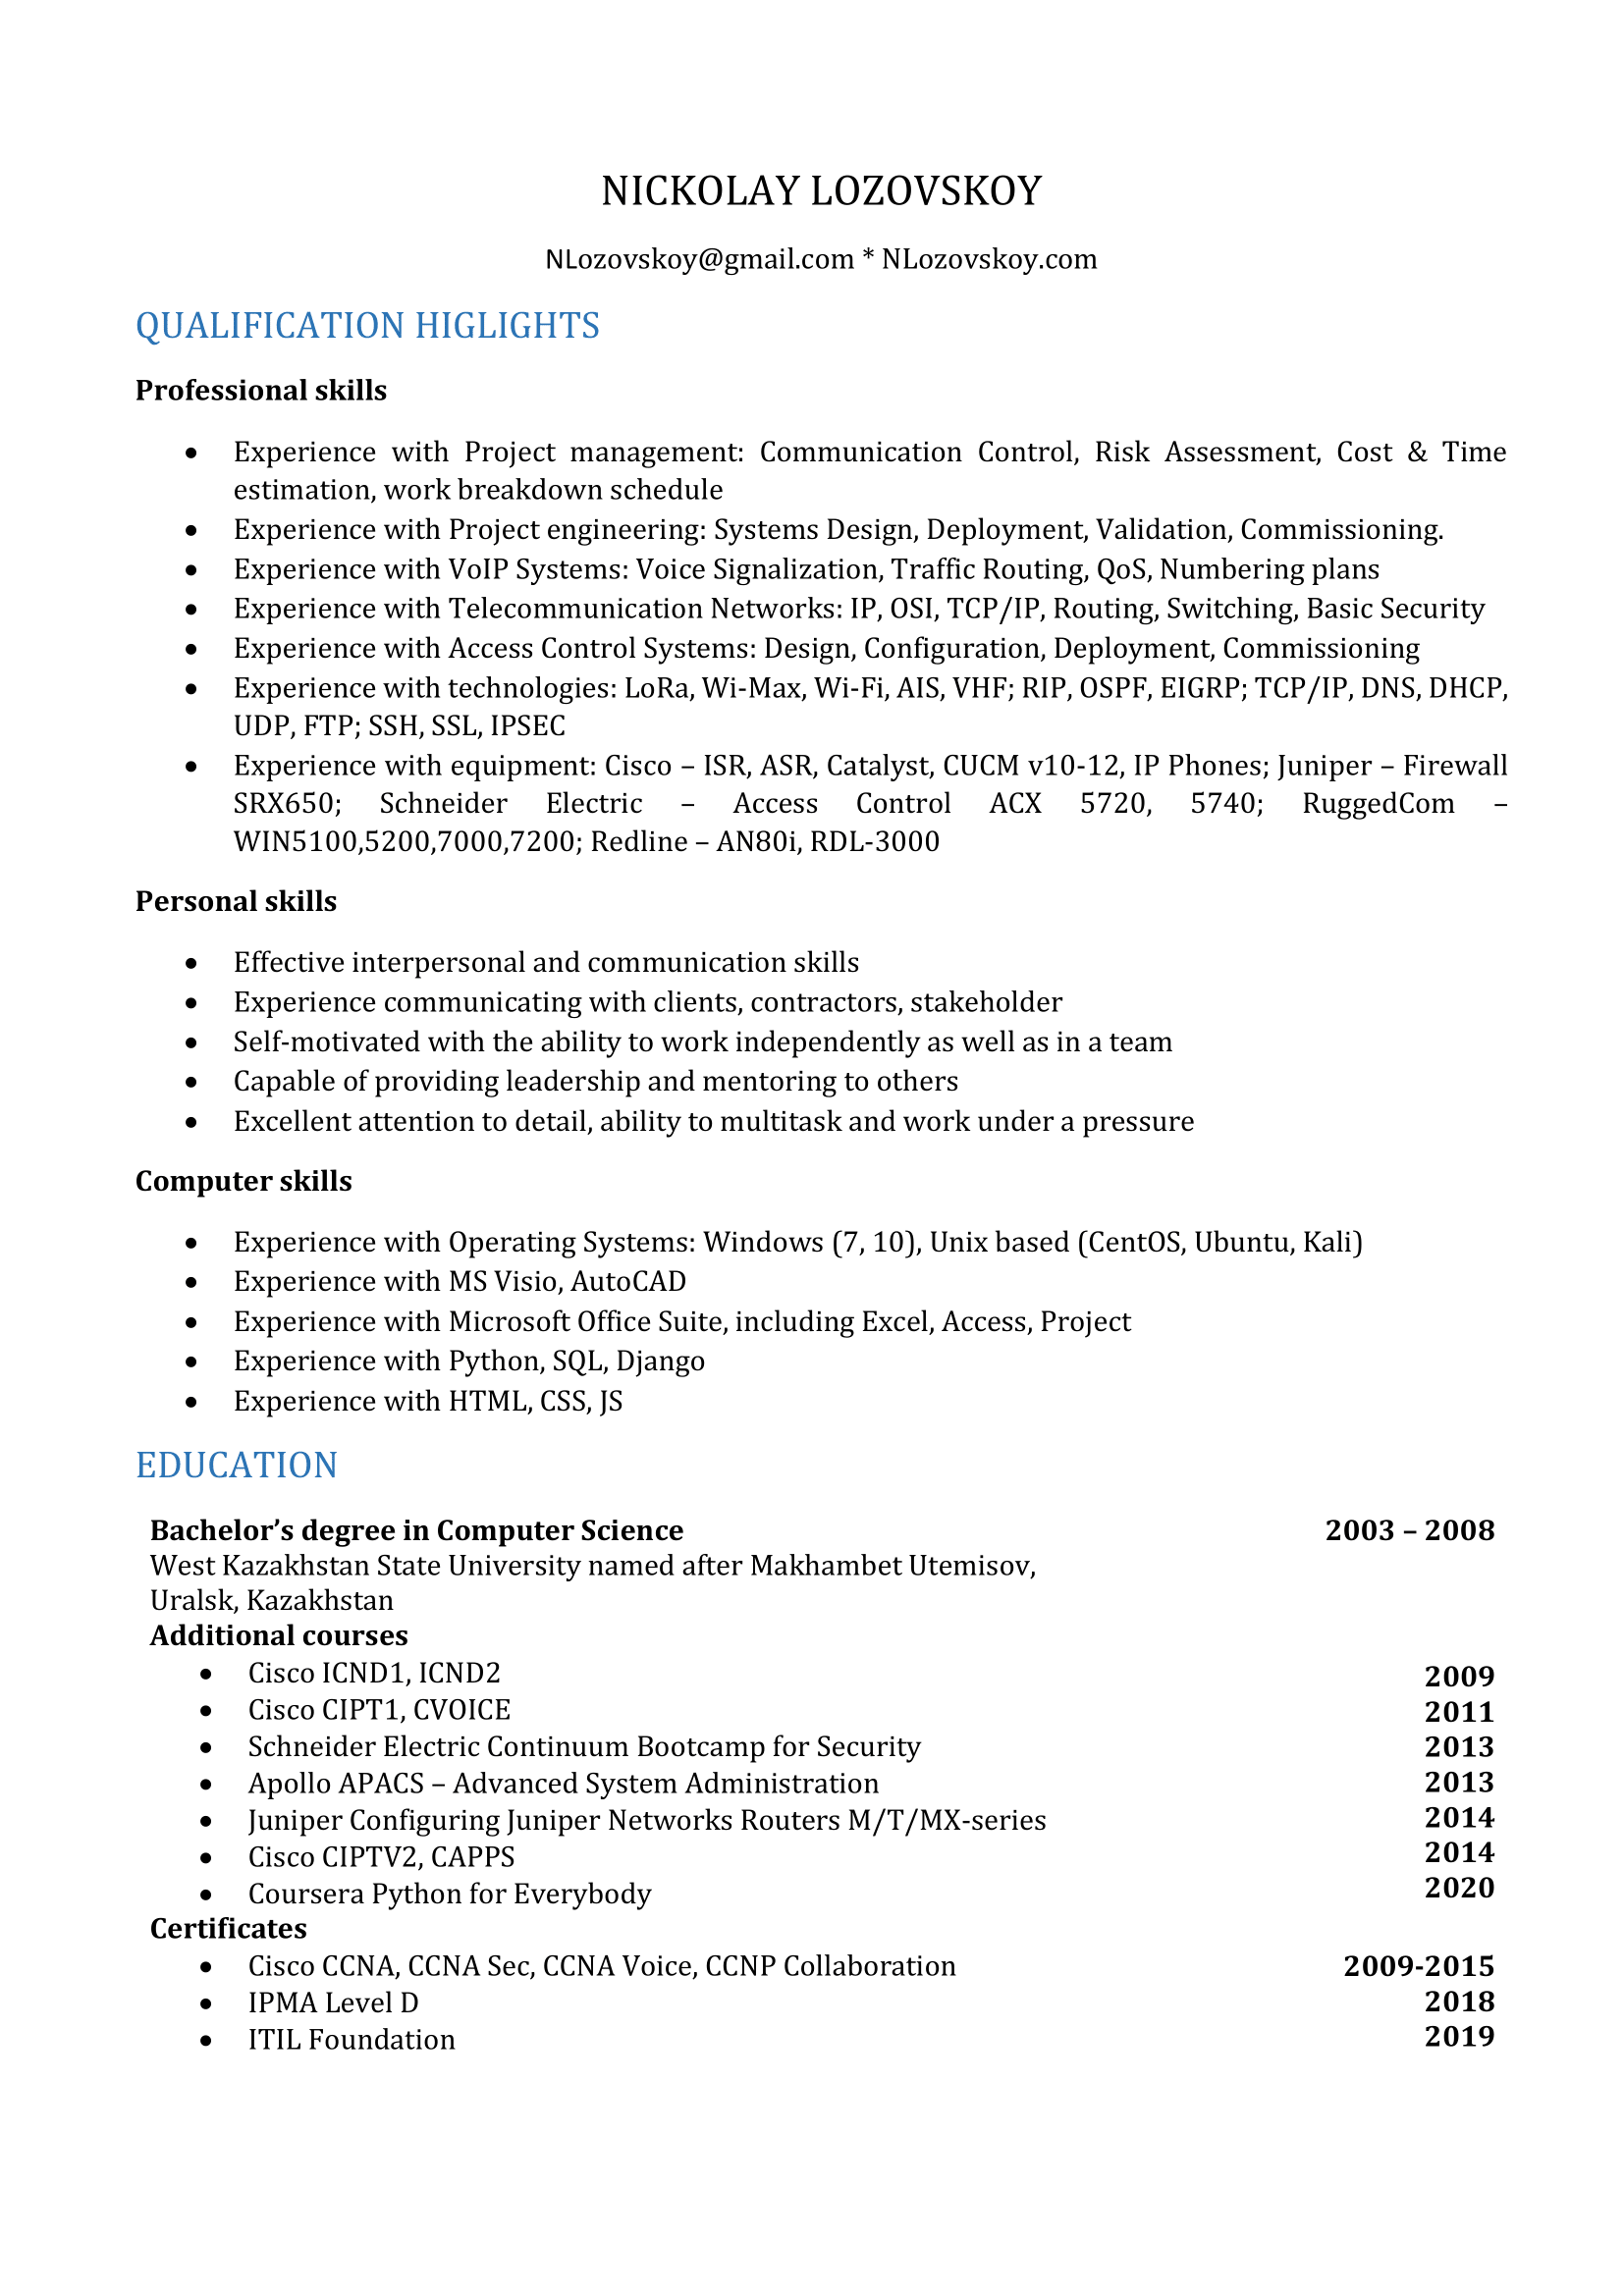 NICKOLAY LOZOVSKOY
NLozovskoy@gmail.com * NLozovskoy.com
QUALIFICATION HIGLIGHTS
Professional skills
• Experience with Project management: Communication Control, Risk Assessment, Cost & Time
estimation, work breakdown schedule
• Experience with Project engineering: Systems Design, Deployment, Validation, Commissioning.
• Experience with VoIP Systems: Voice Signalization, Traffic Routing, QoS, Numbering plans
• Experience with Telecommunication Networks: IP, OSI, TCP/IP, Routing, Switching, Basic Security
• Experience with Access Control Systems: Design, Configuration, Deployment, Commissioning
• Experience with technologies: LoRa, Wi-Max, Wi-Fi, AIS, VHF; RIP, OSPF, EIGRP; TCP/IP, DNS, DHCP,
UDP, FTP; SSH, SSL, IPSEC
• Experience with equipment: Cisco – ISR, ASR, Catalyst, CUCM v10-12, IP Phones; Juniper – Firewall
SRX650; Schneider Electric – Access Control ACX 5720, 5740; RuggedCom –
WIN5100,5200,7000,7200; Redline – AN80i, RDL-3000
Personal skills
• Effective interpersonal and communication skills
• Experience communicating with clients, contractors, stakeholder
• Self-motivated with the ability to work independently as well as in a team
• Capable of providing leadership and mentoring to others
• Excellent attention to detail, ability to multitask and work under a pressure
Computer skills
• Experience with Operating Systems: Windows (7, 10), Unix based (CentOS, Ubuntu, Kali)
• Experience with MS Visio, AutoCAD
• Experience with Microsoft Office Suite, including Excel, Access, Project
• Experience with Python, SQL, Django
• Experience with HTML, CSS, JS
EDUCATION
Bachelor’s degree in Computer Science 2003 – 2008
West Kazakhstan State University named after Makhambet Utemisov,
Uralsk, Kazakhstan
Additional courses
• Cisco ICND1, ICND2 2009
• Cisco CIPT1, CVOICE 2011
• Schneider Electric Continuum Bootcamp for Security 2013
• Apollo APACS – Advanced System Administration 2013
• Juniper Configuring Juniper Networks Routers M/T/MX-series 2014
• Cisco CIPTV2, CAPPS 2014
• Coursera Python for Everybody 2020
Certificates
• Cisco CCNA, CCNA Sec, CCNA Voice, CCNP Collaboration 2009-2015
• IPMA Level D 2018
• ITIL Foundation 2019